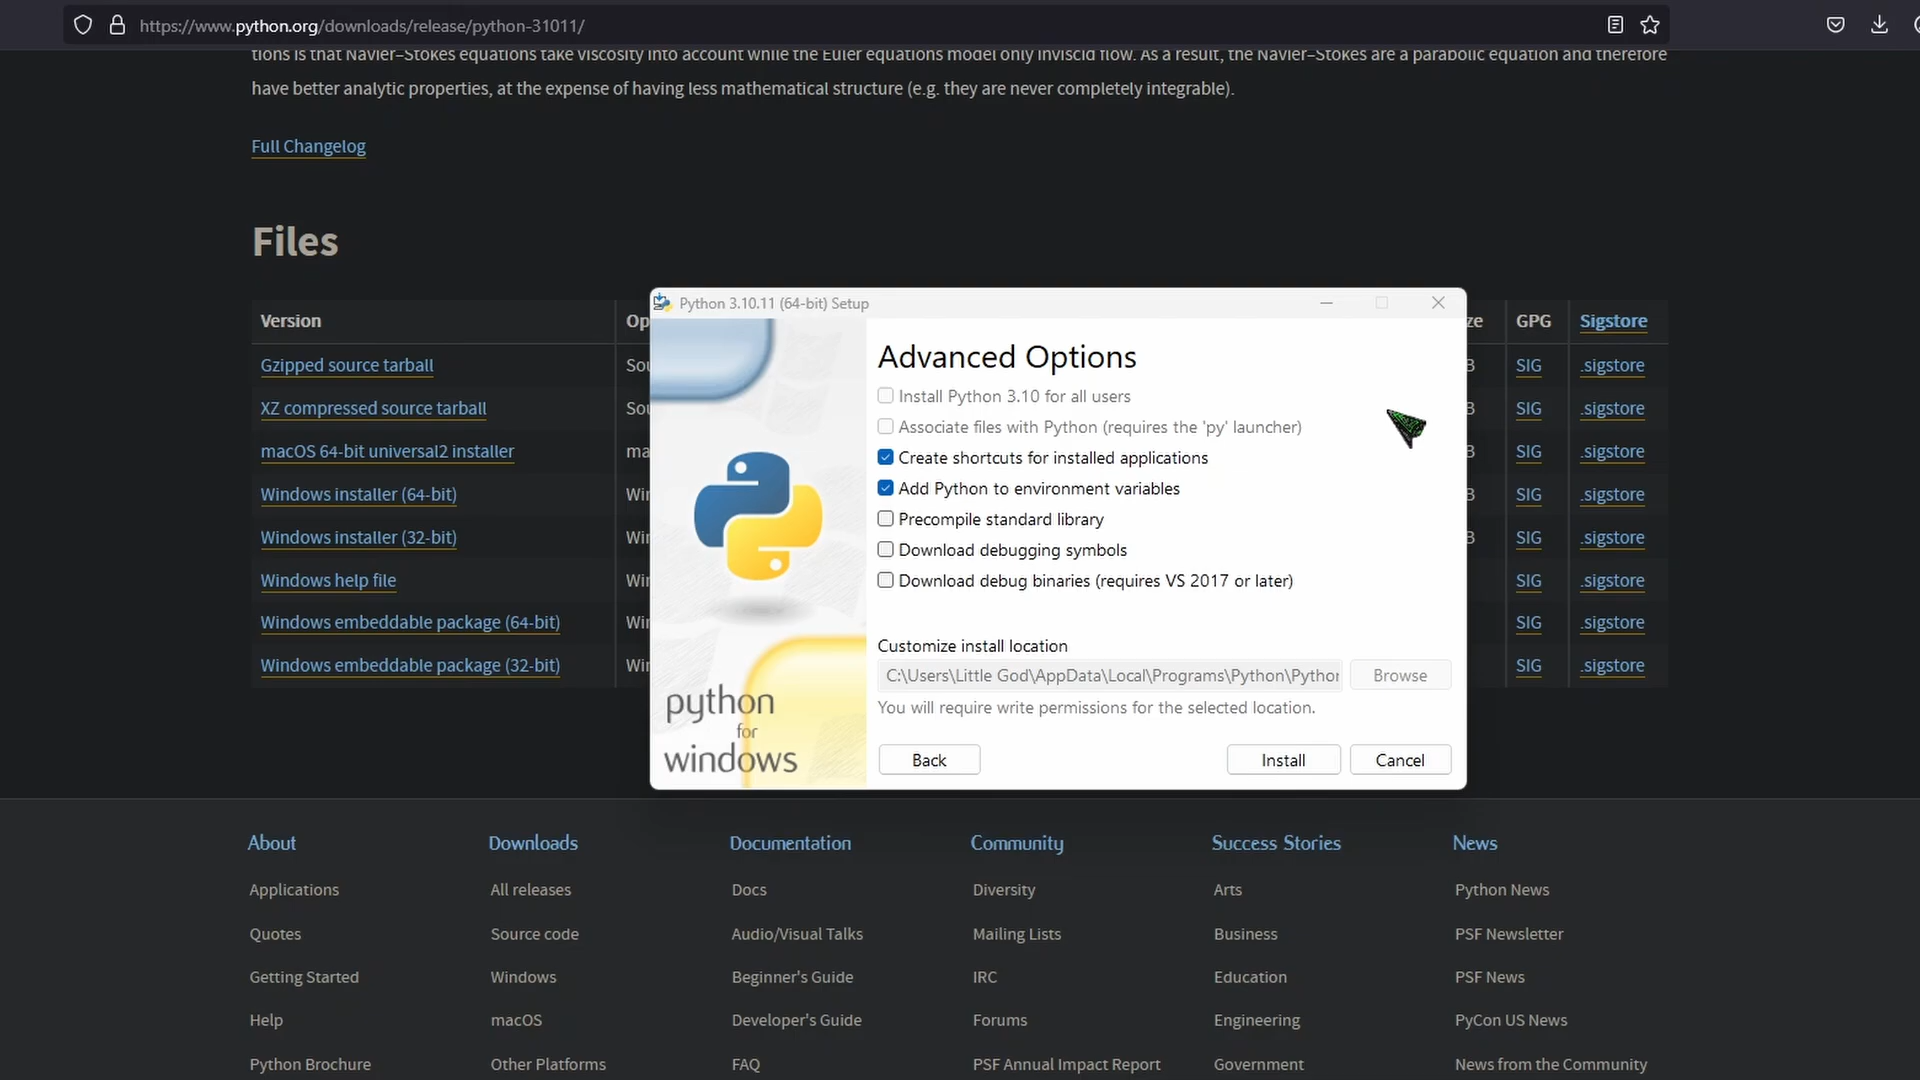 https://www.python.org/downloads/release/python-31011/
tions is that Navier–Stokes equations take viscosity into account while the Euler equations model only inviscid flow. As a result, the Navier–Stokes are a parabolic equation and therefore
have better analytic properties, at the expense of having less mathematical structure (e.g. they are never completely integrable).
Full Changelog
Files
Version
Op
ze
GPG
Sigstore
Gzipped source tarball
Sou
B
SIG
.sigstore
XZ compressed source tarball
Sou
B
SIG
.sigstore
macOS 64-bit universal2 installer
ma
B
SIG
.sigstore
Windows installer (64-bit)
Win
B
SIG
.sigstore
Windows installer (32-bit)
Win
B
SIG
.sigstore
Windows help file
Win
SIG
.sigstore
Windows embeddable package (64-bit)
Win
SIG
.sigstore
Windows embeddable package (32-bit)
Win
SIG
.sigstore
Python 3.10.11 (64-bit) Setup
Advanced Options
Install Python 3.10 for all users
Associate files with Python (requires the 'py' launcher)
Create shortcuts for installed applications
Add Python to environment variables
Precompile standard library
Download debugging symbols
Download debug binaries (requires VS 2017 or later)
Customize install location
C:\Users\Little God\AppData\Local\Programs\Python\Python
Browse
You will require write permissions for the selected location.
python
for
windows
Back
Install
Cancel
About
Downloads
Documentation
Community
Success Stories
News
Applications
All releases
Docs
Diversity
Arts
Python News
Quotes
Source code
Audio/Visual Talks
Mailing Lists
Business
PSF Newsletter
Getting Started
Windows
Beginner's Guide
IRC
Education
PSF News
Help
macOS
Developer's Guide
Forums
Engineering
PyCon US News
Python Brochure
Other Platforms
FAQ
PSF Annual Impact Report
Government
News from the Community